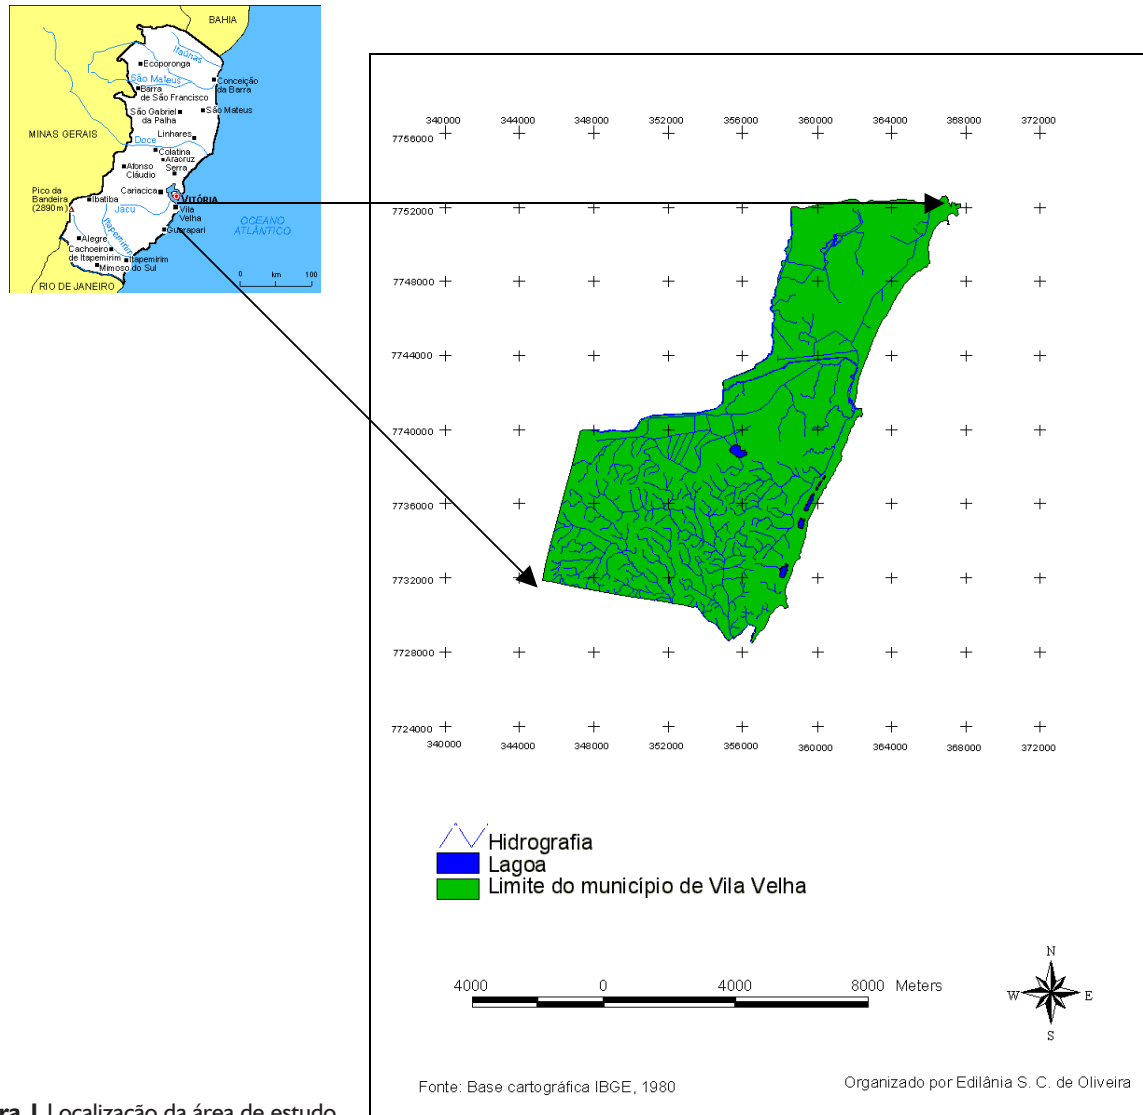 BAHIA
Itaúnas
Ecoporonga
São Mateus
Conceição
da Barra
Barra
de São Francisco
São Gabriel
da Palha
São Mateus
MINAS GERAIS
Linhares
Doce
Colatina
Aracruz
Afonso
Cláudio
Serra
Pico da
Bandeira
(2890m)
Cariacica
Ibatiba
VITÓRIA
Jacu
Vila
Velha
OCEANO
ATLÂNTICO
Itapemirim
Guarapari
Alegre
Cachoeiro
de Itapemirim
Itapemirim
Mimoso do Sul
0 km 100
RIO DE JANEIRO
340000 344000 348000 352000 356000 360000 364000 368000 372000
7756000
7752000
7748000
7744000
7740000
7736000
7732000
7728000
7724000
340000 344000 348000 352000 356000 360000 364000 368000 372000
Hidrografia
Lagoa
Limite do município de Vila Velha
4000 0 4000 8000 Meters
N
W E
S
Fonte: Base cartográfica IBGE, 1980
Organizado por Edilânia S. C. de Oliveira
ra 1 Localização da área de estudo